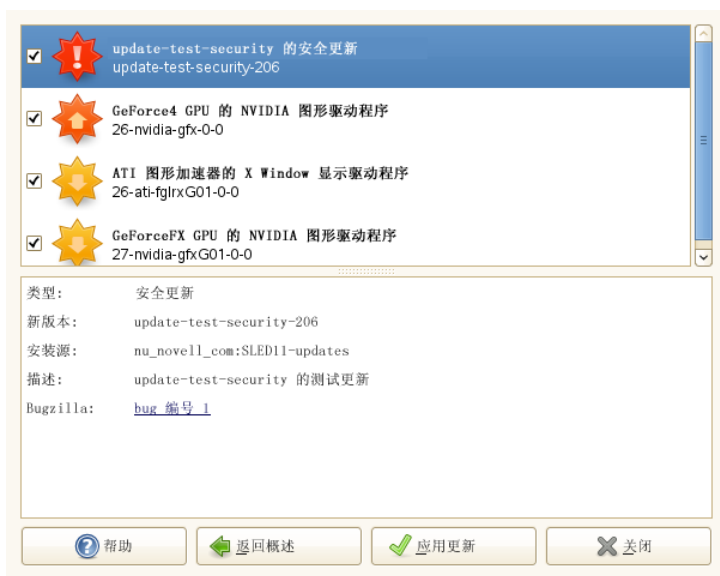 update-test-security 的安全更新
update-test-security-206
GeForce4 GPU 的 NVIDIA 图形驱动程序
26-nvidia-gfx-0-0
ATI 图形加速器的 X Window 显示驱动程序
26-ati-fglrxG01-0-0
GeForceFX GPU 的 NVIDIA 图形驱动程序
27-nvidia-gfxG01-0-0
类型: 安全更新
新版本: update-test-security-206
安装源: nu_novell_com:SLED11-updates
描述: update-test-security 的测试更新
Bugzilla: bug 编号 1
帮助 返回概述 应用更新 关闭